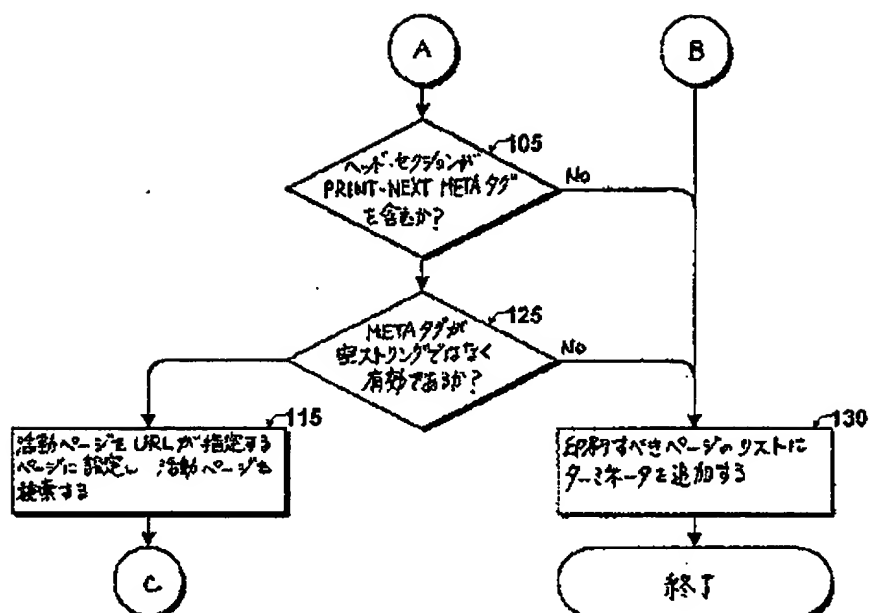 A
B
105
ヘッド・セクションが
PRINT-NEXT METAタグ
を含むか?
No
125
METAタグが
空ストリングではなく
有効であるか?
No
115
活動ページをURLが指定する
ページに設定し 活動ページを
検索する
130
印刷すべきページのリストに
ターミネータを追加する
C
終了